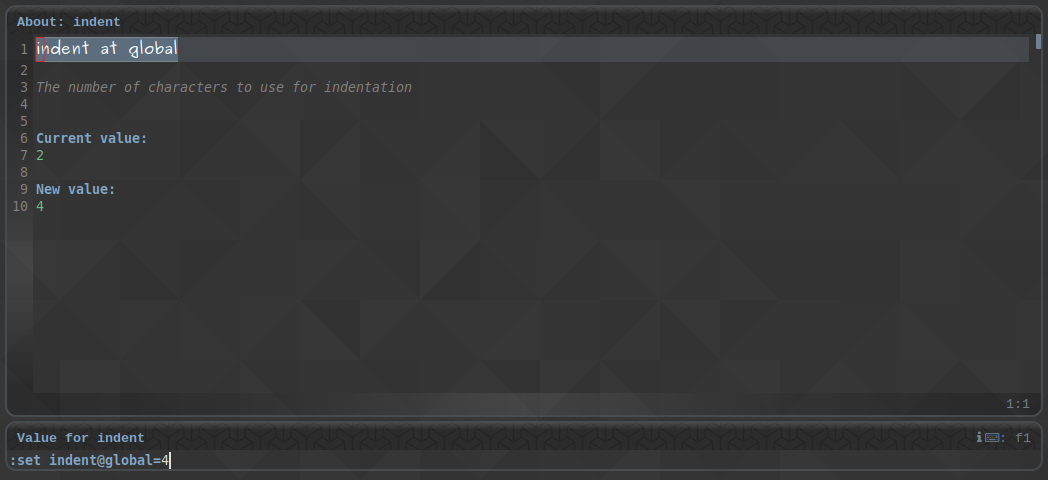 About: indent
1 indent at global
2
3 The number of characters to use for indentation
4
5
6 Current value:
7 2
8
9 New value:
10 4
1:1
Value for indent
: f1
:set indent@global=4